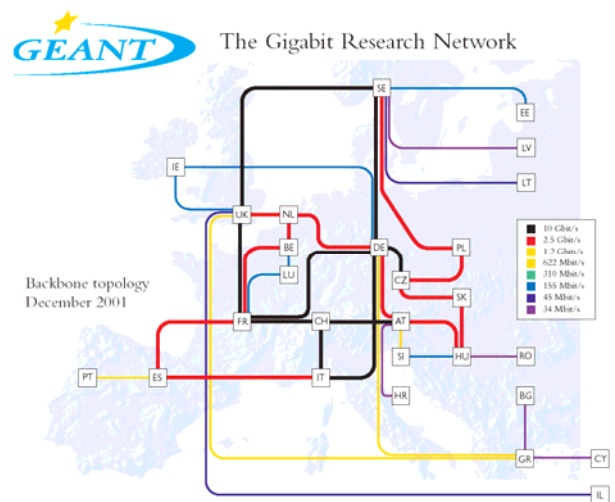 GEANT
The Gigabit Research Network
SE
EE
LV
IE
LT
UK
NL
BE
DE
PL
LU
CZ
SK
Backbone topology
December 2001
10 Gbit/s
2.5 Gbit/s
1.2 Gbit/s
622 Mbit/s
310 Mbit/s
155 Mbit/s
45 Mbit/s
34 Mbit/s
FR
CH
AT
SI
HU
RO
PT
ES
IT
HR
BG
GR
CY
IL